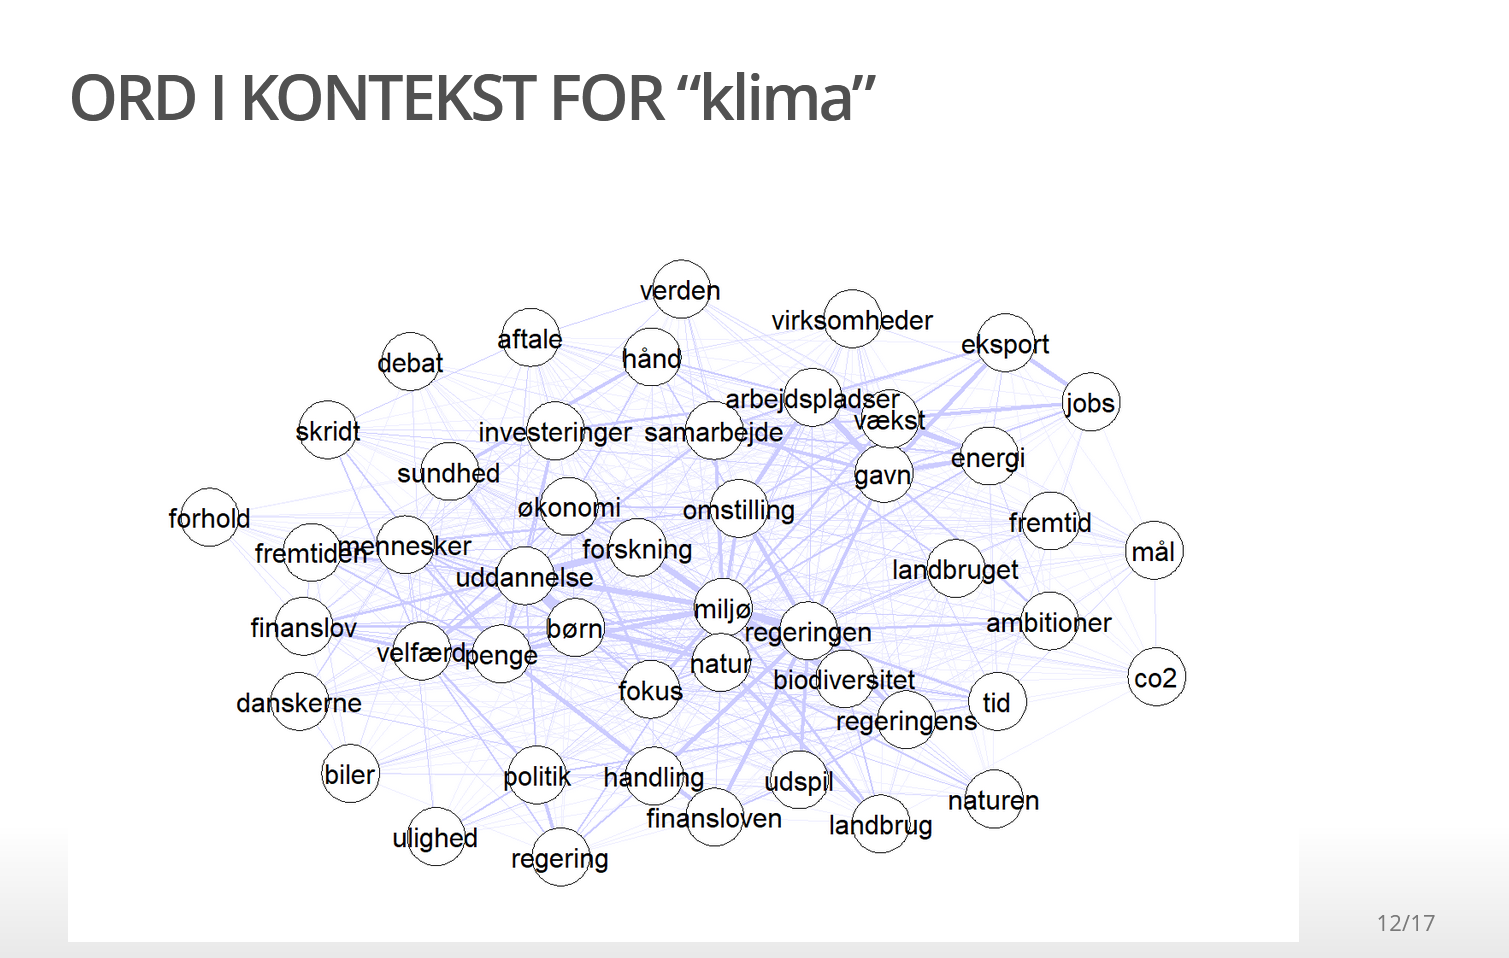 ORD I KONTEKST FOR “klima”
verden
virksomheder
aftale
eksport
hånd
debat
arbejdspladser
jobs
vækst
skridt
investeringer
samarbejde
energi
sundhed
gavn
økonomi
omstilling
forhold
fremtid
mennesker
fremtiden
forskning
mål
landbruget
uddannelse
miljø
ambitioner
finanslov
børn
regeringen
velfærd
penge
natur
biodiversitet
co2
fokus
danskerne
tid
regeringens
biler
politik
handling
udspil
naturen
finansloven
landbrug
ulighed
regering
12/17